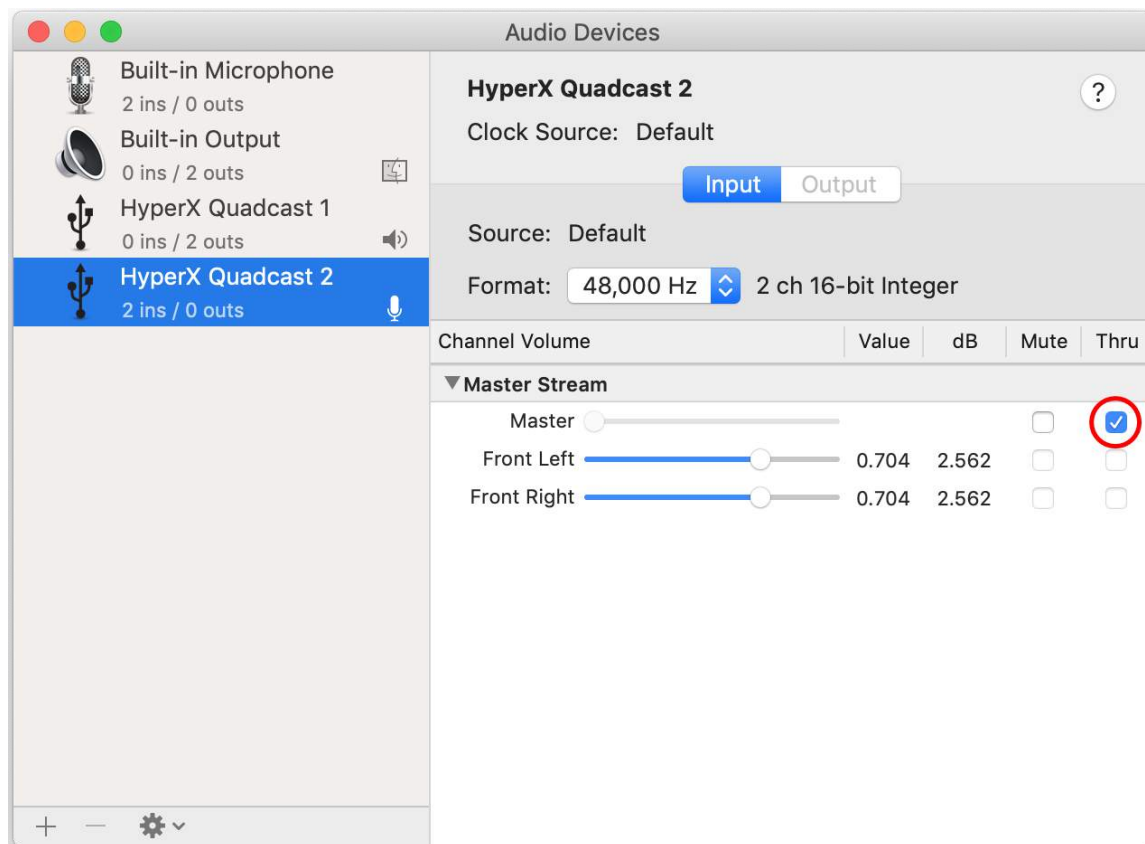 Audio Devices
Built-in Microphone
2 ins / 0 outs
Built-in Output
0 ins / 2 outs
HyperX Quadcast 1
0 ins / 2 outs
HyperX Quadcast 2
2 ins / 0 outs
HyperX Quadcast 2
?
Clock Source: Default
Input Output
Source: Default
Format: 48,000 Hz 2 ch 16-bit Integer
Channel Volume Value dB Mute Thru
Master Stream
Master
Front Left 0.704 2.562
Front Right 0.704 2.562